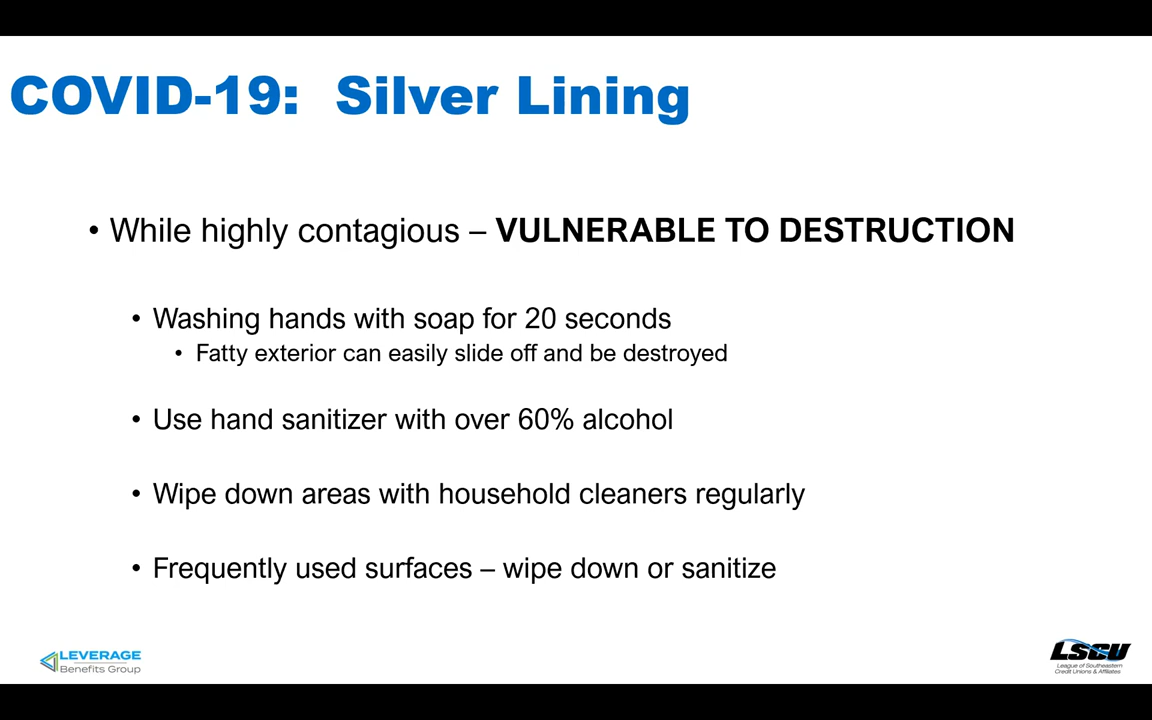 COVID-19: Silver Lining
• While highly contagious – VULNERABLE TO DESTRUCTION
• Washing hands with soap for 20 seconds
• Fatty exterior can easily slide off and be destroyed
• Use hand sanitizer with over 60% alcohol
• Wipe down areas with household cleaners regularly
• Frequently used surfaces – wipe down or sanitize
LEVERAGE
Benefits Group
LSCU
League of Southeastern
Credit Unions & Affiliates